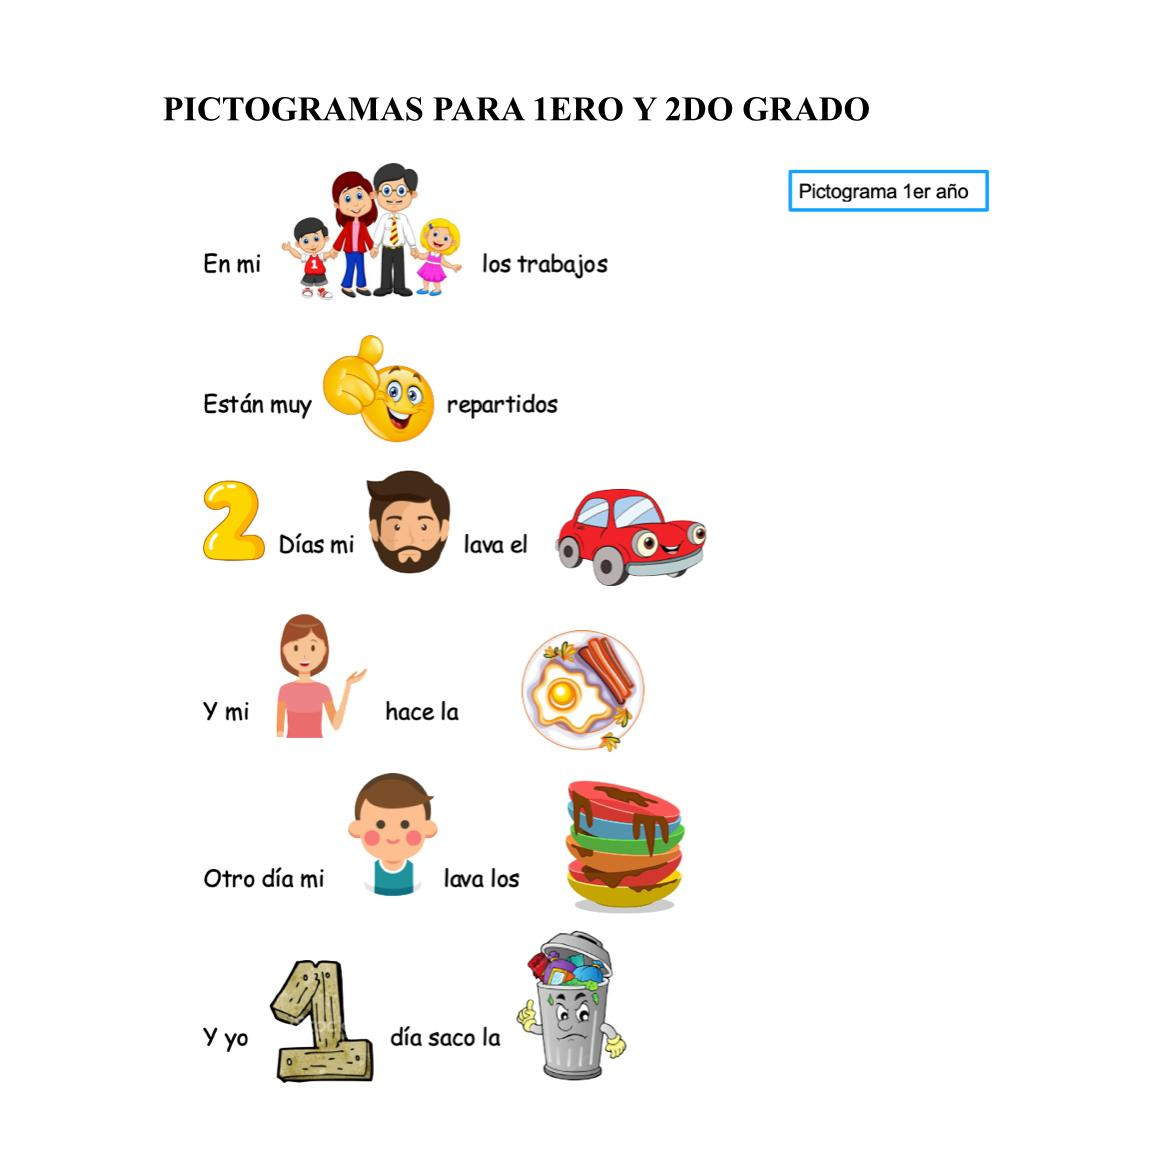 PICTOGRAMAS PARA 1ERO Y 2DO GRADO
Pictograma 1er año
En mi los trabajos
1
Están muy repartidos
2 Días mi lava el
Y mi hace la
Otro día mi lava los
Y yo 1 día saco la